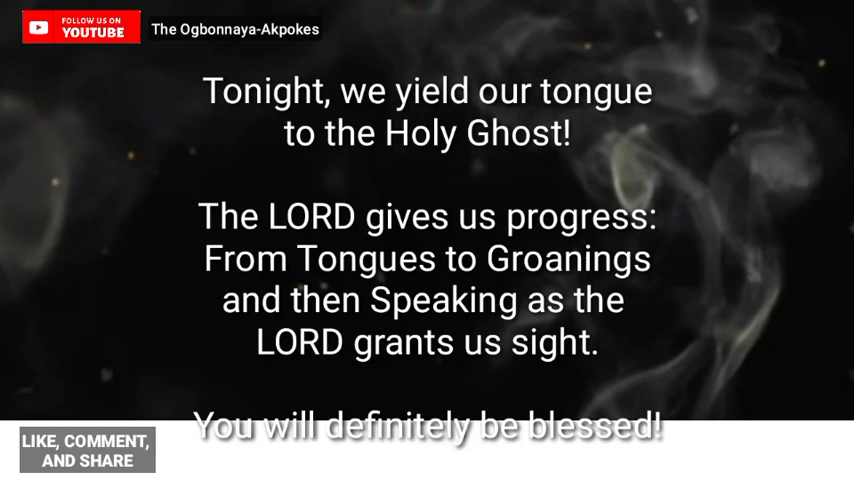 FOLLOW US ON
YOUTUBE
The Ogbonnaya-Akpokes
Tonight, we yield our tongue
to the Holy Ghost!
The LORD gives us progress:
From Tongues to Groanings
and then Speaking as the
LORD grants us sight.
You will definitely be blessed!
LIKE, COMMENT,
AND SHARE